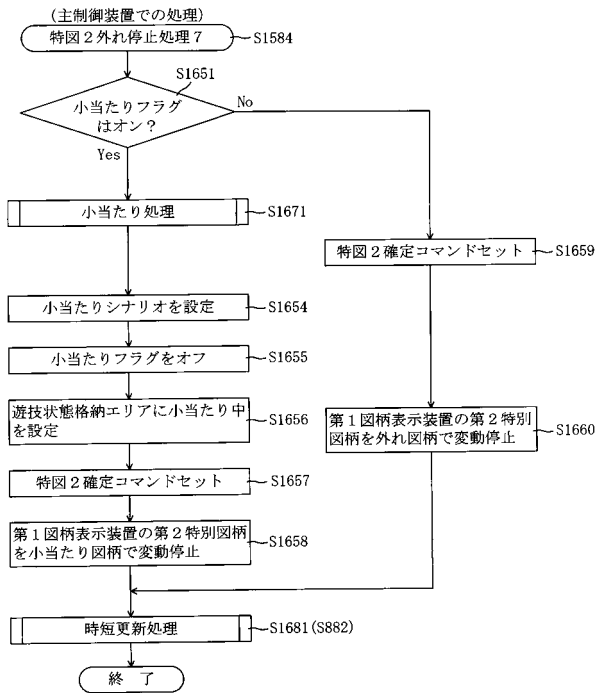 (主制御装置での処理)
特図2外れ停止処理7
S1584
S1651
小当たりフラグ
はオン?
No
Yes
小当たり処理
S1671
特図2確定コマンドセット
S1659
小当たりシナリオを設定
S1654
小当たりフラグをオフ
S1655
遊技状態格納エリアに小当たり中
を設定
S1656
第1図柄表示装置の第2特別
図柄を外れ図柄で変動停止
S1660
特図2確定コマンドセット
S1657
第1図柄表示装置の第2特別図柄
を小当たり図柄で変動停止
S1658
時短更新処理
S1681(S882)
終 了